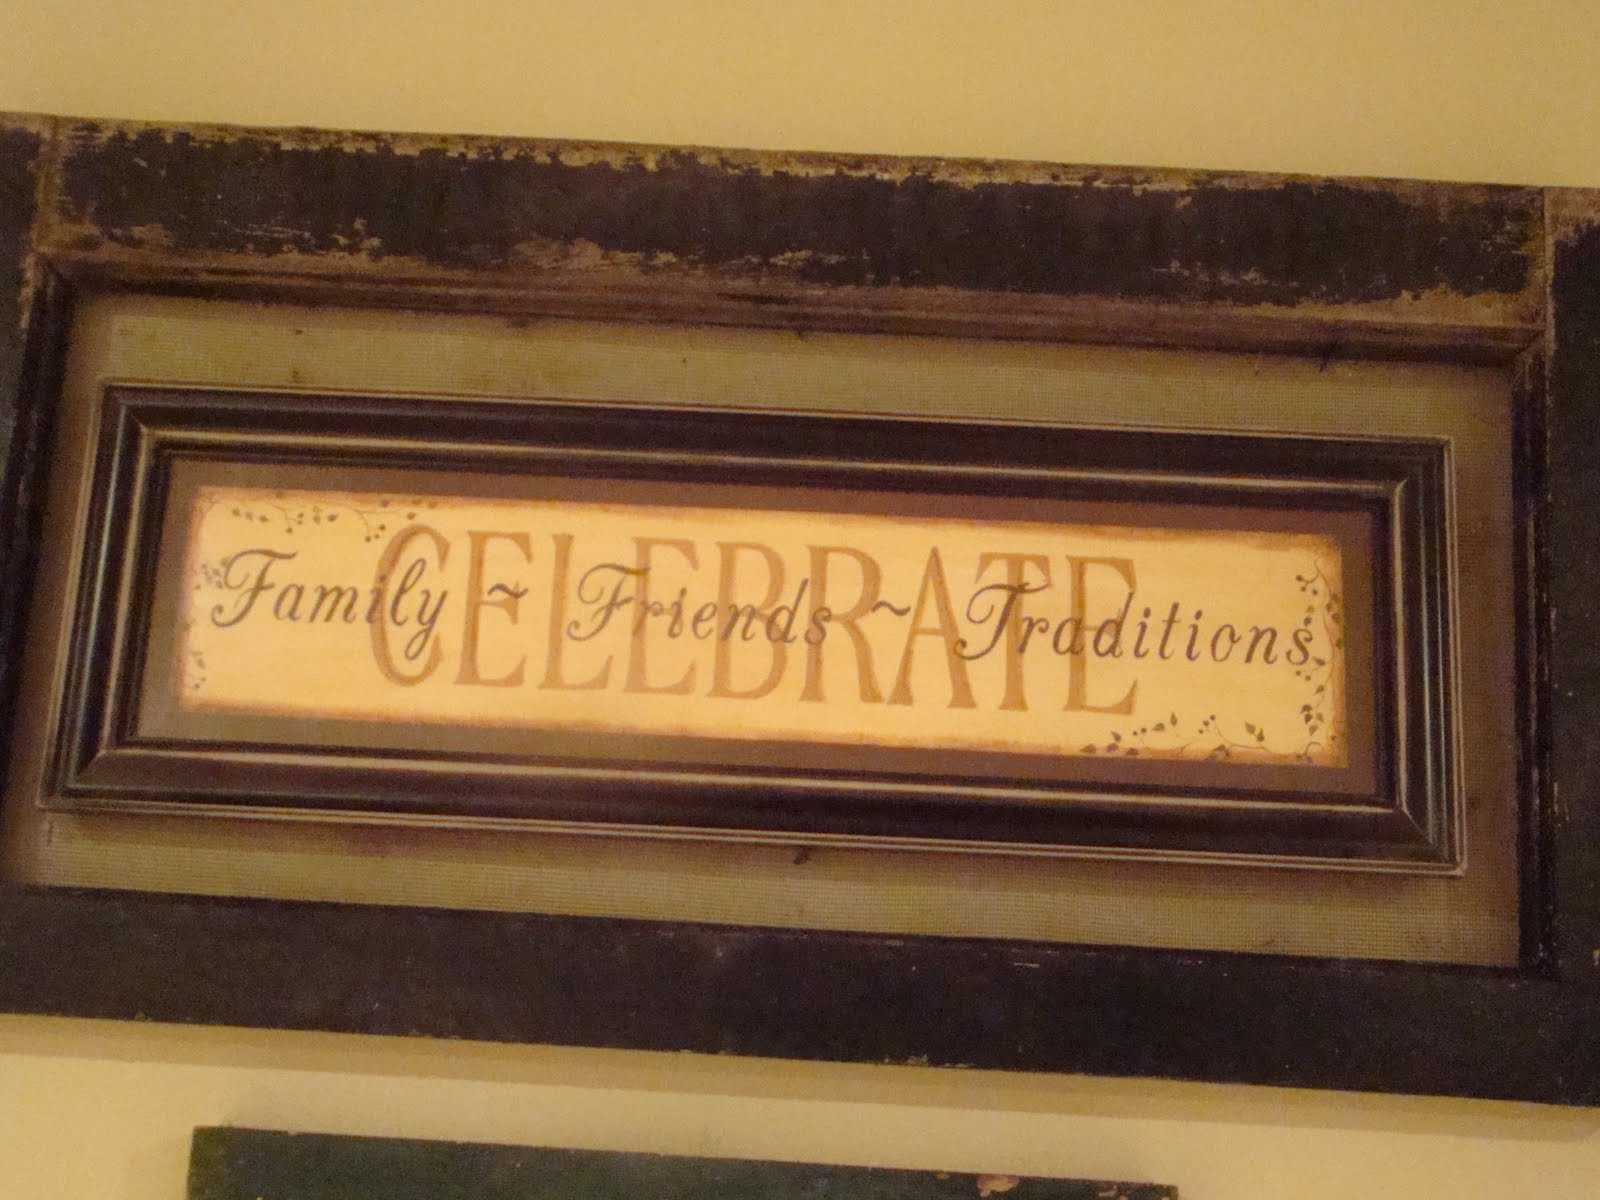 CELEBRATE
Family ~ Friends ~ Traditions